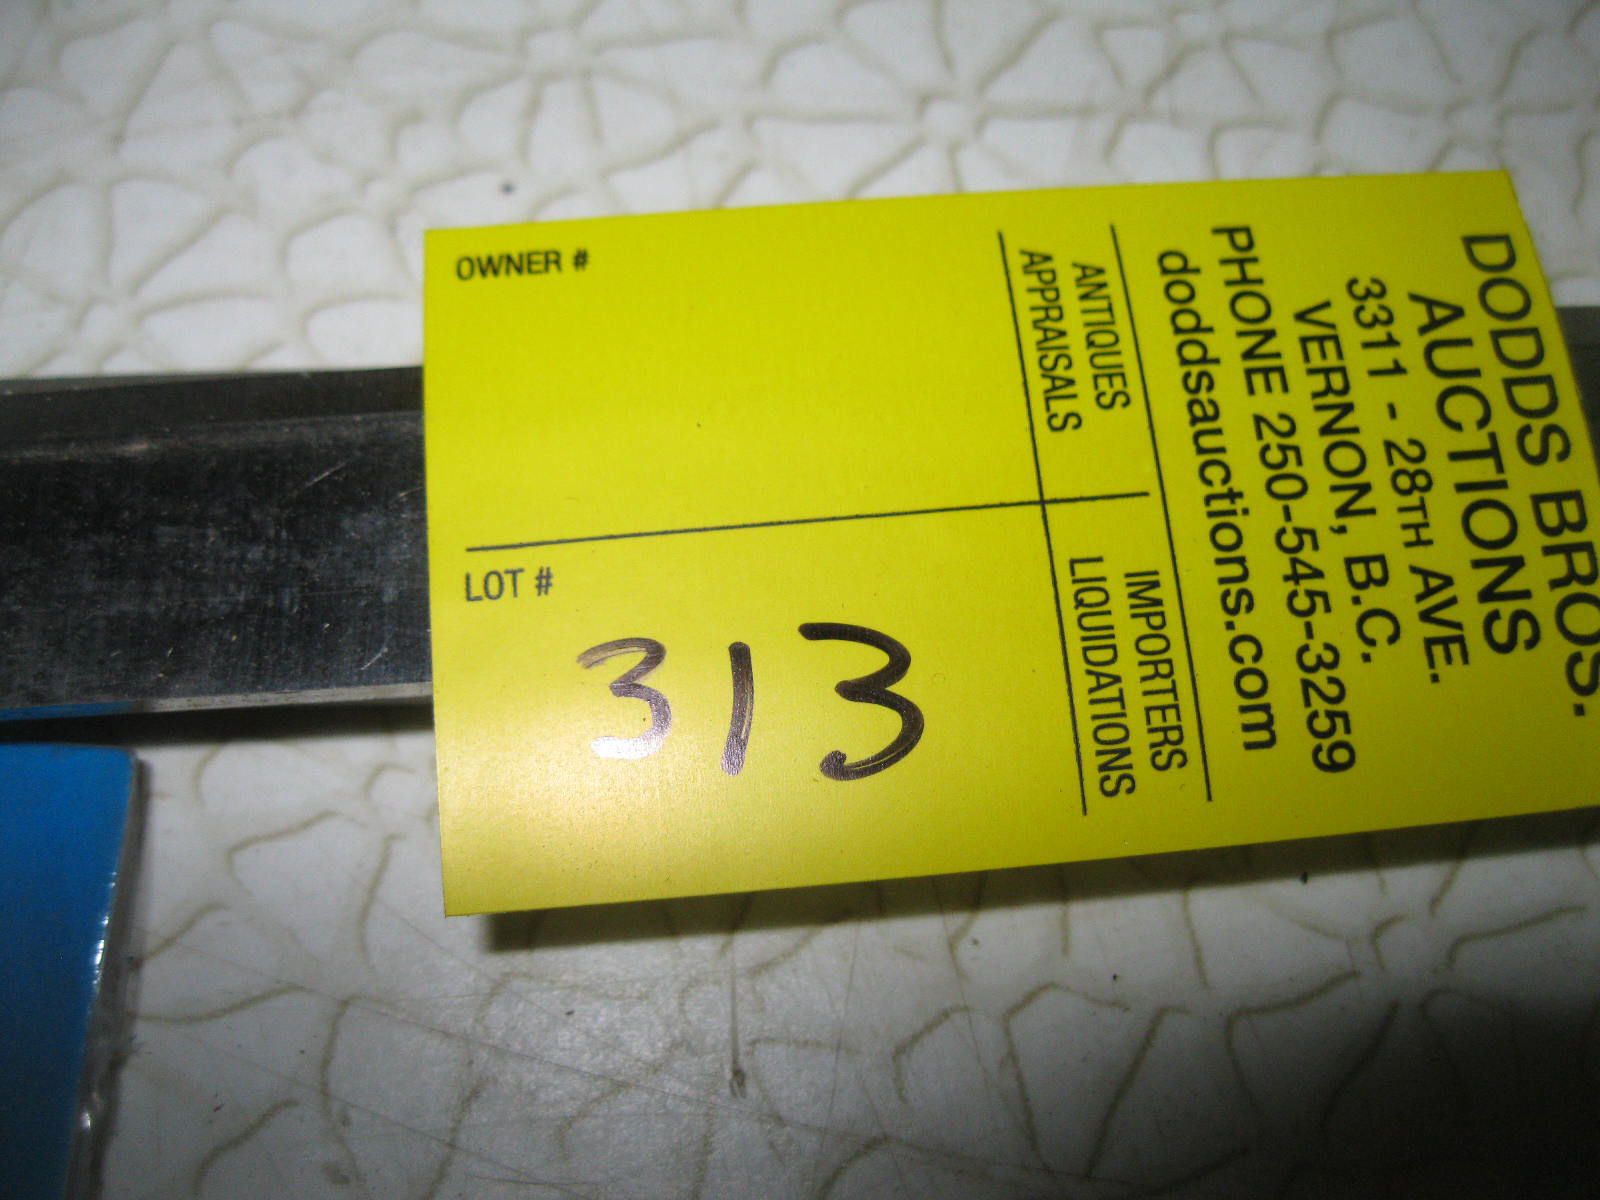 DODDS BROS.
AUCTIONS
3311 - 28TH AVE.
VERNON, B.C.
PHONE 250-545-3259
doddsauctions.com
ANTIQUES
APPRAISALS
IMPORTERS
LIQUIDATIONS
OWNER #
LOT #
313